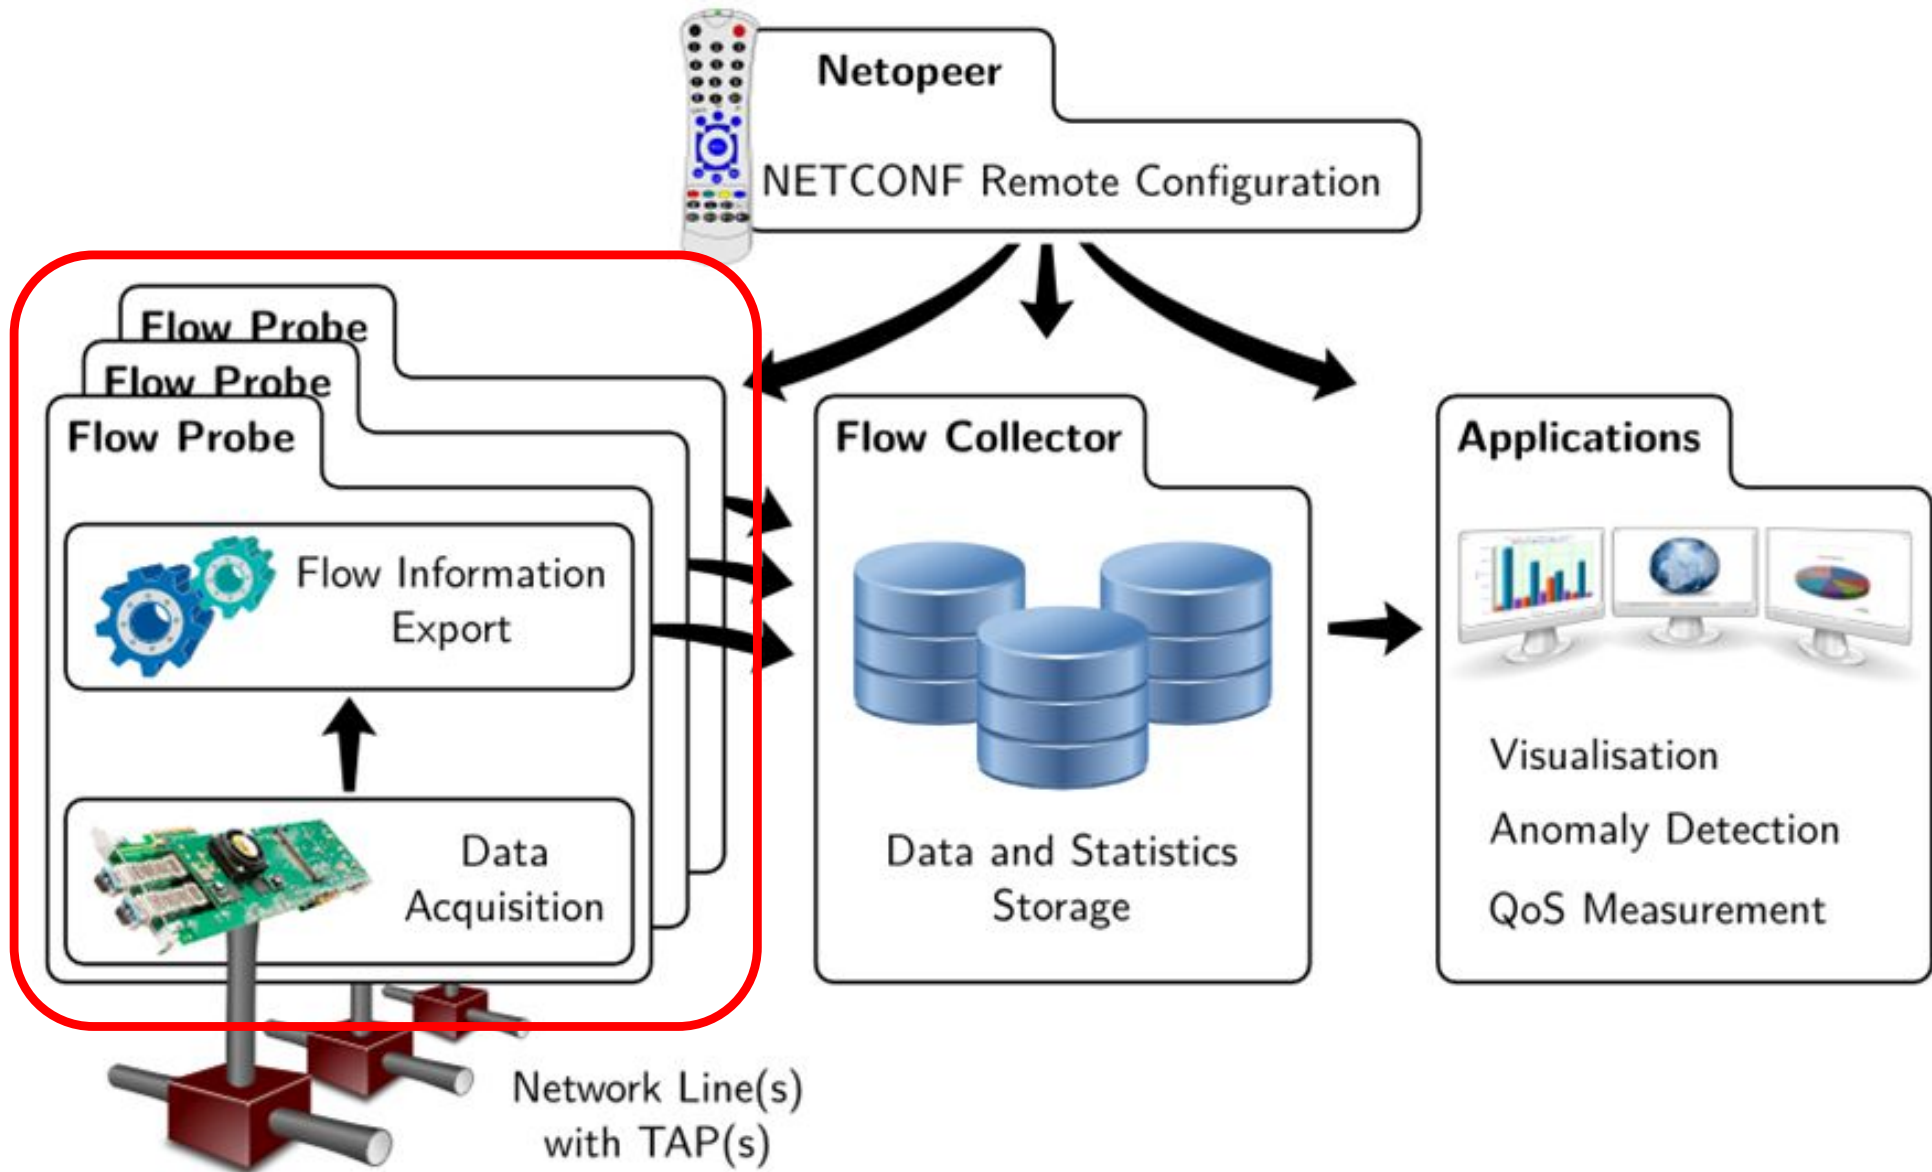 Netopeer
NETCONF Remote Configuration
Flow Probe
Flow Probe
Flow Probe
Flow Information
Export
Data
Acquisition
Network Line(s)
with TAP(s)
Flow Collector
Data and Statistics
Storage
Applications
Visualisation
Anomaly Detection
QoS Measurement